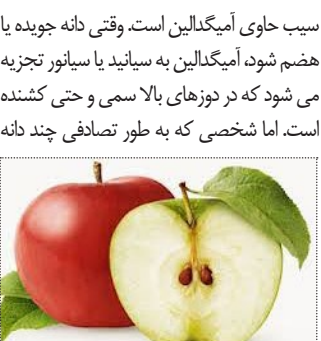 سیب حاوی آمیگدالین است. وقتی دانه جویده یا
هضم شود، آمیگدالین به سیانید یا سیانور تجزیه
می شود که در دوزهای بالا سمی و حتی کشنده
است. اما شخصی که به طور تصادفی چند دانه